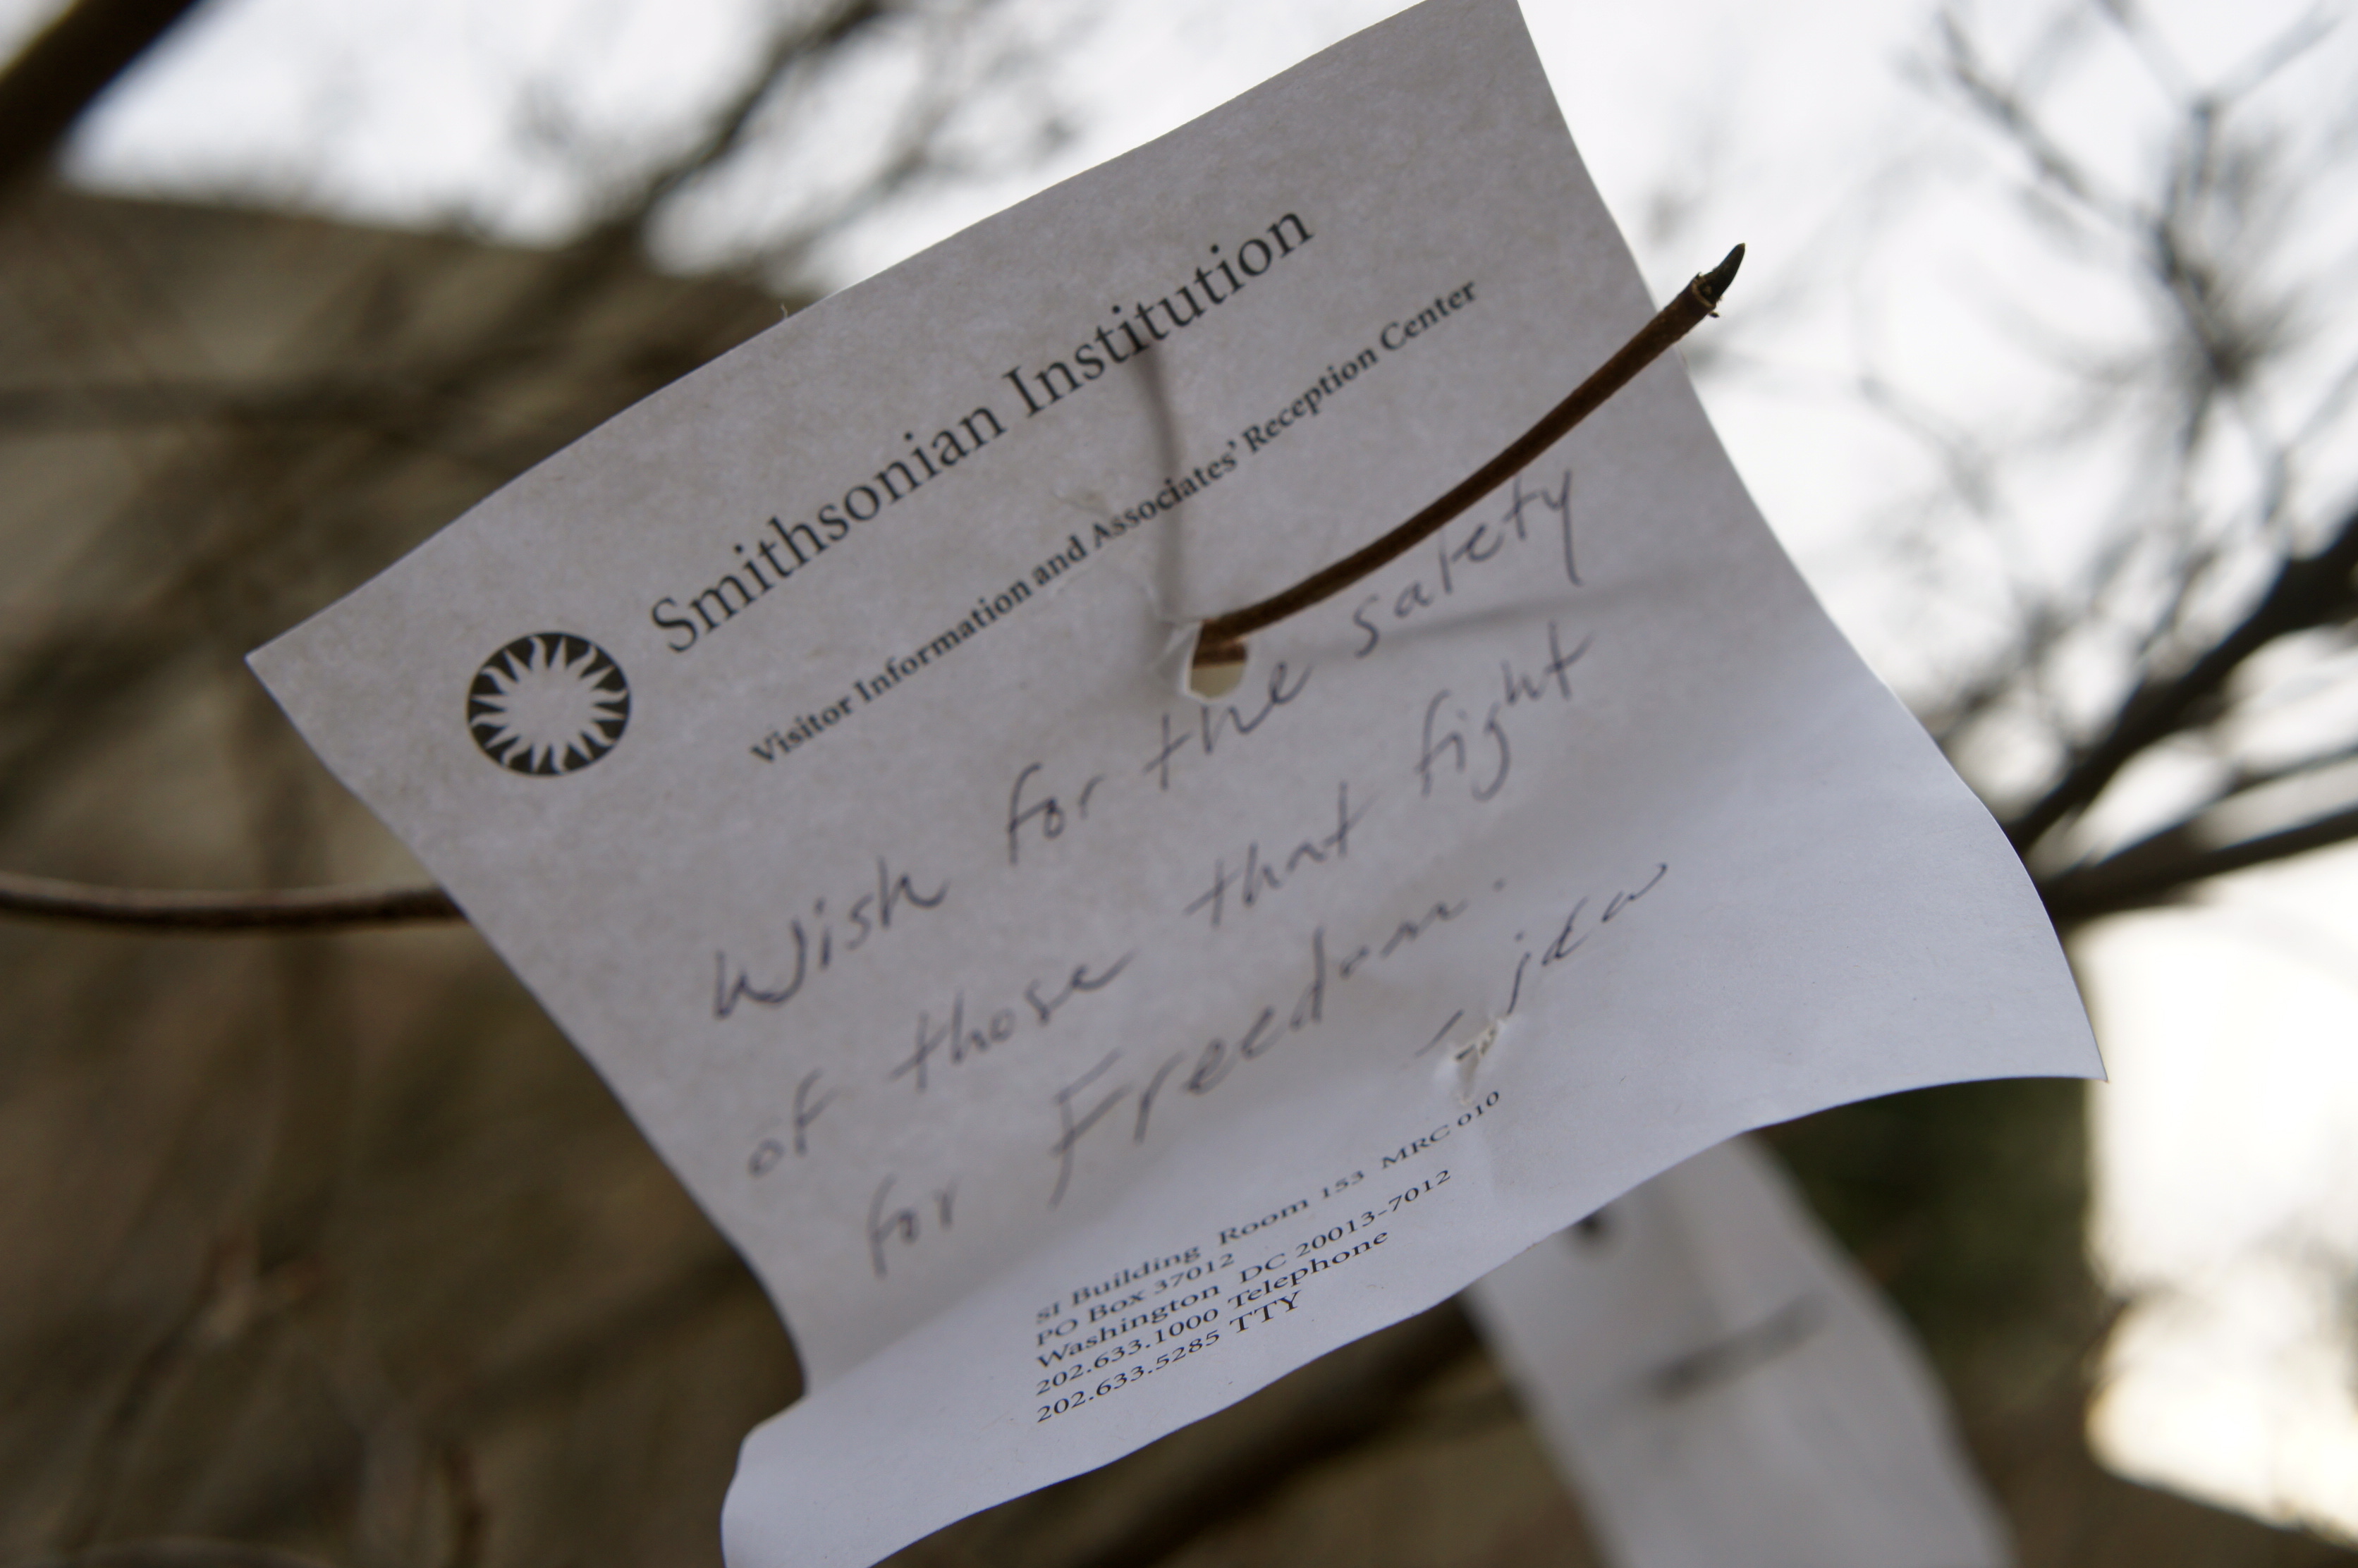 Smithsonian Institution
Visitor Information and Associates' Reception Center
Wish for the safety
of those that fight
for Freedom.
SI Building Room 153 MRC 010
PO Box 37012
Washington DC 20013-7012
202.633.1000 Telephone
202.633.5285 TTY